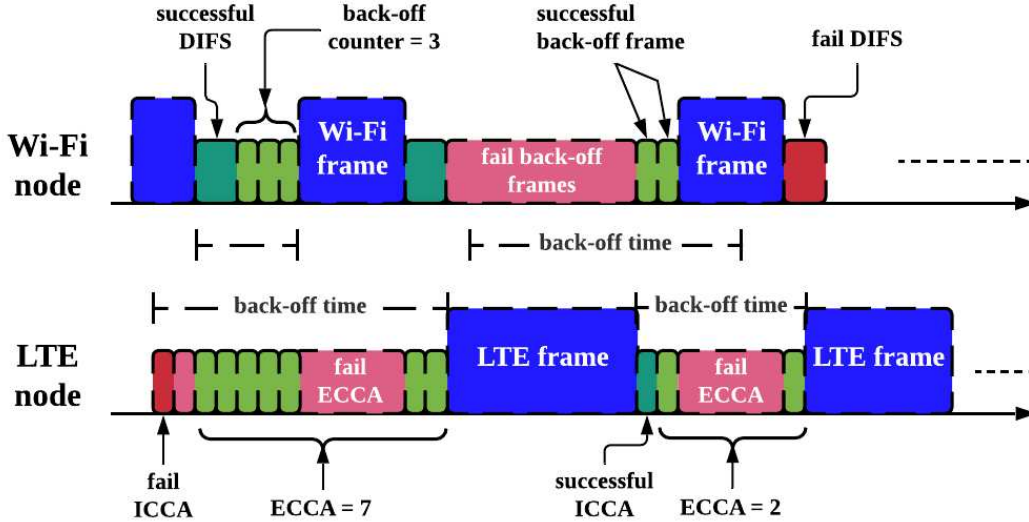 successful
DIFS
back-off
counter = 3
successful
back-off frame
fail DIFS
Wi-Fi
node
Wi-Fi
frame
fail back-off
frames
Wi-Fi
frame
back-off time
back-off time
back-off time
LTE
node
fail
ECCA
LTE frame
fail
ECCA
LTE frame
fail
ICCA
ECCA = 7
successful
ICCA
ECCA = 2